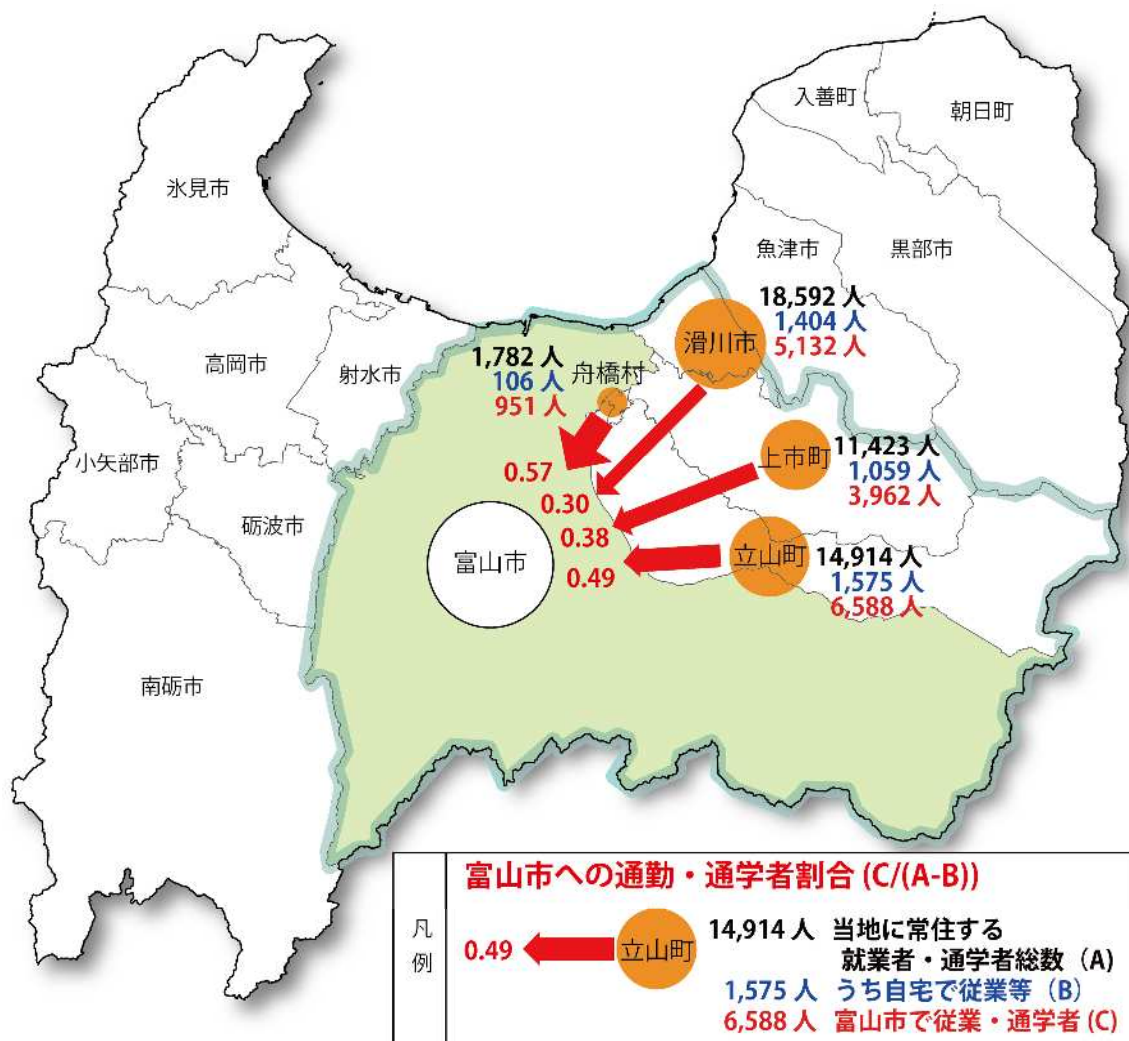 入善町
朝日町
氷見市
魚津市
黒部市
18,592 人
1,404 人
5,132 人
滑川市
高岡市
射水市
1,782 人
106 人
951 人
舟橋村
小矢部市
砺波市
上市町
11,423 人
1,059 人
3,962 人
0.57
0.30
0.38
0.49
富山市
立山町
14,914 人
1,575 人
6,588 人
南砺市
凡例
富山市への通勤・通学者割合 (C/(A-B))
0.49
立山町
14,914 人 当地に常住する
就業者・通学者総数 (A)
1,575 人 うち自宅で従業等 (B)
6,588 人 富山市で従業・通学者 (C)